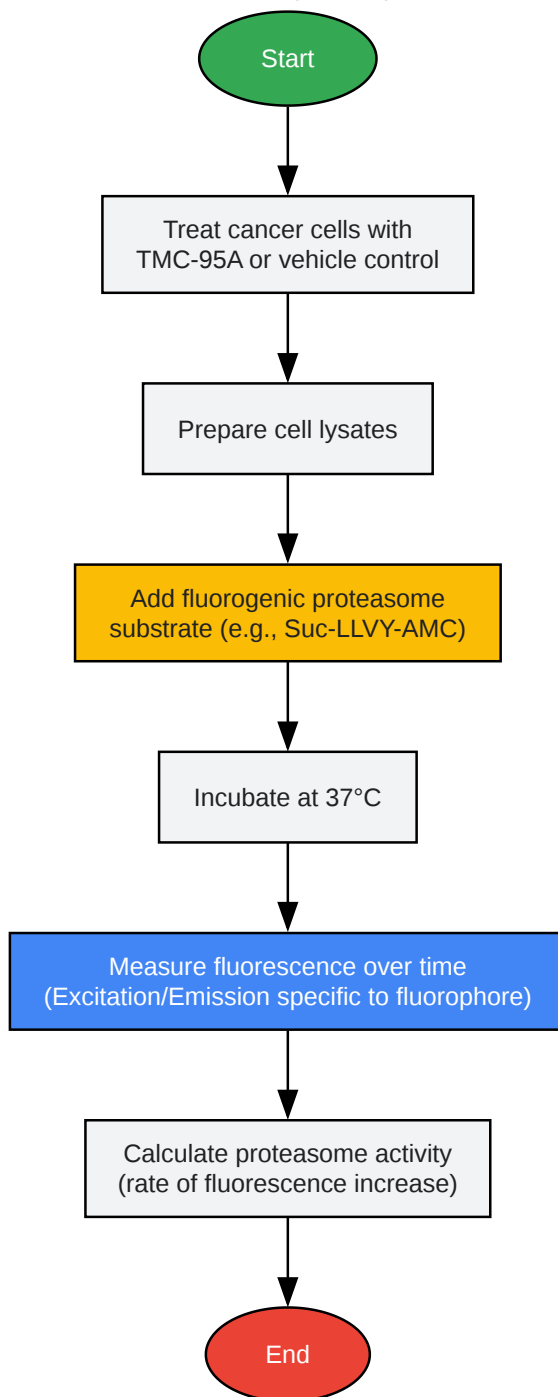 Start
Treat cancer cells with
TMC-95A or vehicle control
Prepare cell lysates
Add fluorogenic proteasome
substrate (e.g., Suc-LLVY-AMC)
Incubate at 37°C
Measure fluorescence over time
(Excitation/Emission specific to fluorophore)
Calculate proteasome activity
(rate of fluorescence increase)
End